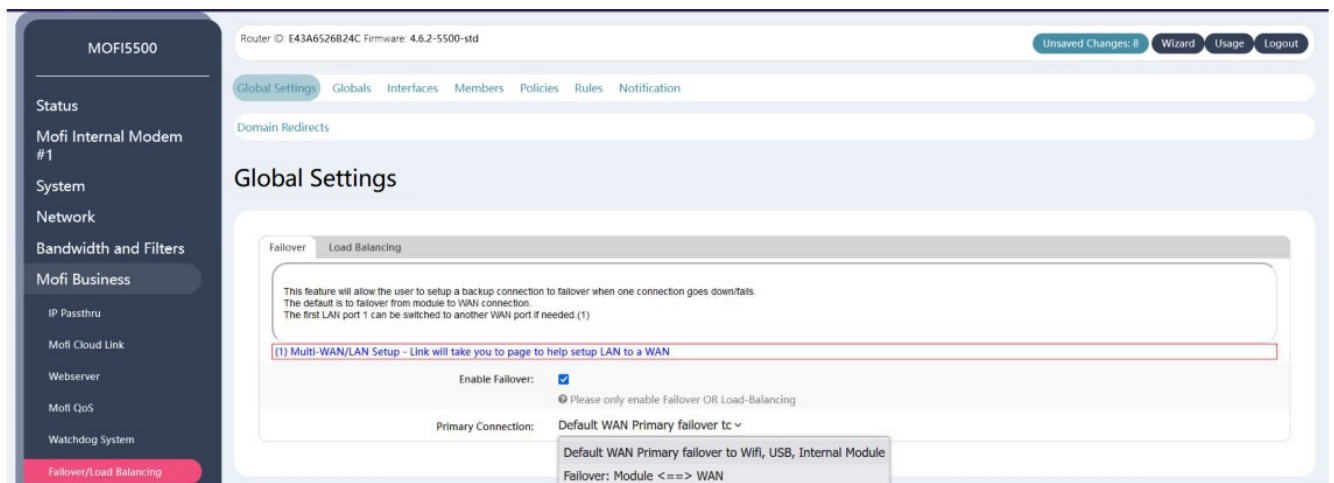 MOFI5500
Status
Mofi Internal Modem
#1
System
Network
Bandwidth and Filters
Mofi Business
IP Passthru
Mofi Cloud Link
Webserver
Mofi QoS
Watchdog System
Failover/Load Balancing
Router ID: E43A6526B24C Firmware: 4.6.2-5500-std
Unsaved Changes: 8 Wizard Usage Logout
Global Settings Globals Interfaces Members Policies Rules Notification
Domain Redirects
Global Settings
Failover Load Balancing
This feature will allow the user to setup a backup connection to failover when one connection goes down/fails.
The default is to failover from module to WAN connection.
The first LAN port 1 can be switched to another WAN port if needed.(1)
(1) Multi-WAN/LAN Setup - Link will take you to page to help setup LAN to a WAN
Enable Failover:
Please only enable Failover OR Load-Balancing
Primary Connection: Default WAN Primary failover tc
Default WAN Primary failover to Wifi, USB, Internal Module
Failover: Module <==> WAN